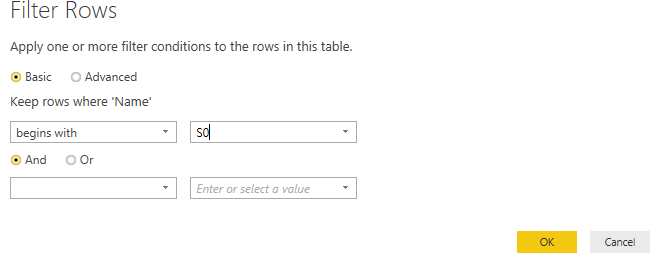 Filter Rows
Apply one or more filter conditions to the rows in this table.
Basic Advanced
Keep rows where 'Name'
begins with S0
And Or
Enter or select a value
OK Cancel